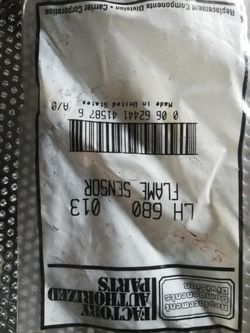 Replacement Components Division • Carrier Corporation
FACTORY
AUTHORIZED
PARTS
Replacement
Components
Division
LH 680 013
FLAME SENSOR
0 06 62441 41587 6
Made in United States
A/0